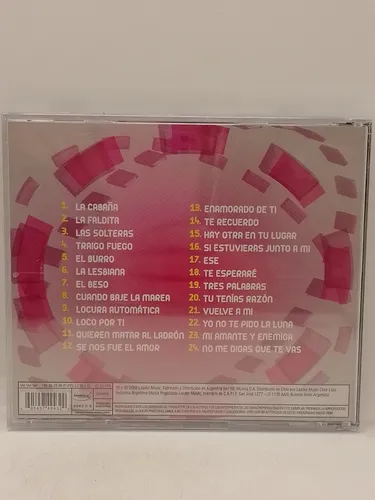 1. LA CABAÑA
2. LA FALDITA
3. LAS SOLTERAS
4. TRAIGO FUEGO
5. EL BURRO
6. LA LESBIANA
7. EL BESO
8. CUANDO BAJE LA MAREA
9. LOCURA AUTOMÁTICA
10. LOCO POR TI
11. QUIEREN MATAR AL LADRÓN
12. SE NOS FUE EL AMOR
13. ENAMORADO DE TI
14. TE RECUERDO
15. HAY OTRA EN TU LUGAR
16. SI ESTUVIERAS JUNTO A MI
17. ESE
18. TE ESPERARÉ
19. TRES PALABRAS
20. TU TENÍAS RAZÓN
21. VUELVE A MI
22. YO NO TE PIDO LA LUNA
23. MI AMANTE Y ENEMIGA
24. NO ME DIGAS QUE TE VAS